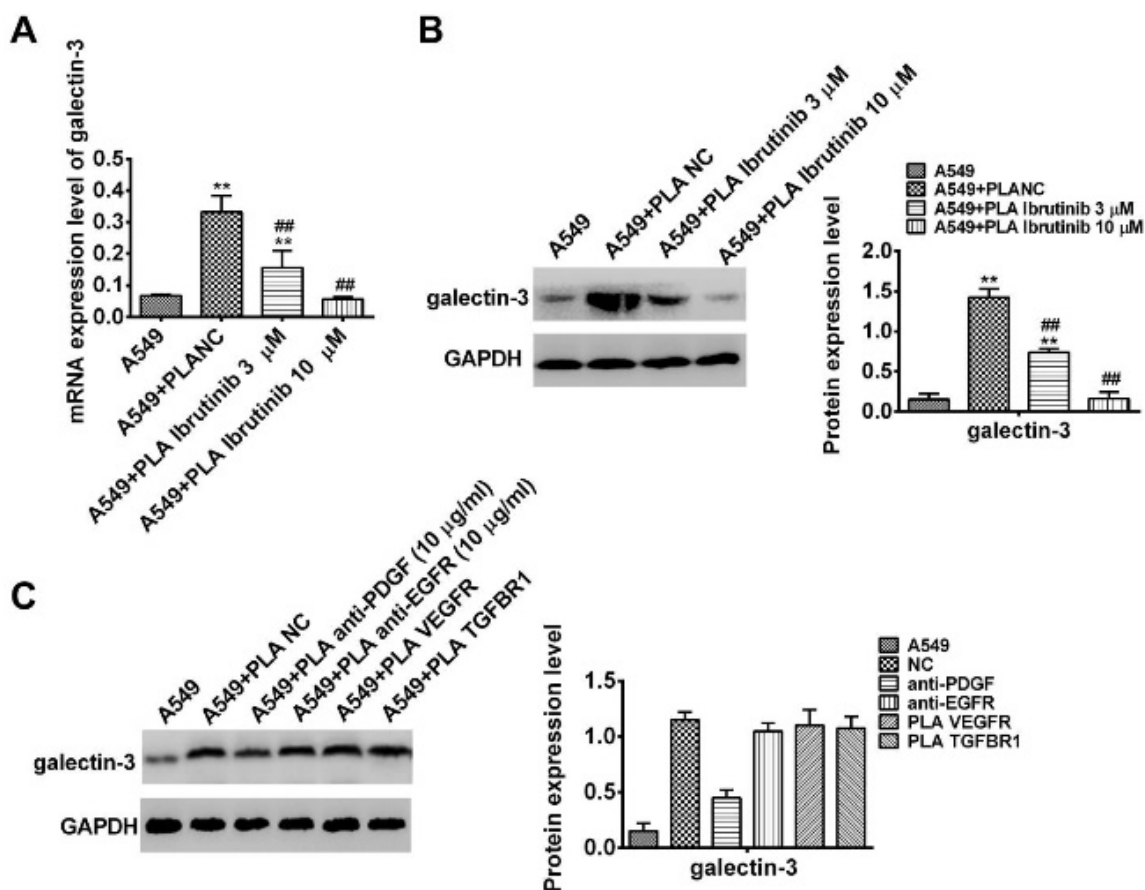 A
mRNA expression level of galectin-3
0.5
0.4
0.3
0.2
0.1
0.0
**
##
**
##
A549
A549+PLANC
A549+PLA Ibrutinib 3 μM
A549+PLA Ibrutinib 10 μM
B
A549
A549+PLA NC
A549+PLA Ibrutinib 3 μM
A549+PLA Ibrutinib 10 μM
galectin-3
GAPDH
A549
A549+PLANC
A549+PLA Ibrutinib 3 μM
A549+PLA Ibrutinib 10 μM
Protein expression level
2.0
1.5
1.0
0.5
0.0
**
##
**
##
galectin-3
C
A549
A549+PLA NC
A549+PLA anti-PDGF (10 μg/ml)
A549+PLA anti-EGFR (10 μg/ml)
A549+PLA VEGFR
A549+PLA TGFBR1
galectin-3
GAPDH
Protein expression level
1.5
1.0
0.5
0.0
galectin-3
A549
NC
anti-PDGF
anti-EGFR
PLA VEGFR
PLA TGFBR1